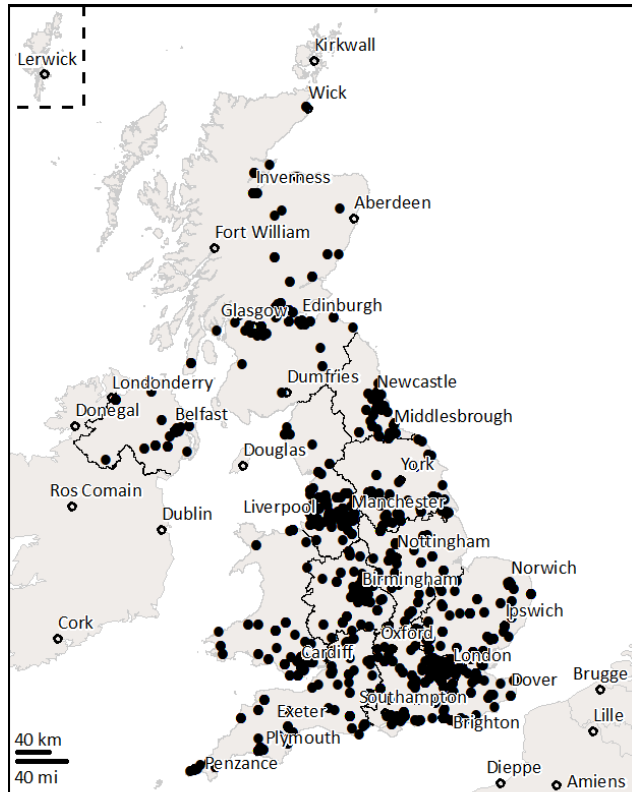 Kirkwall
Lerwick
Wick
Inverness
Aberdeen
Fort William
Glasgow
Edinburgh
Londonderry
Dumfries
Newcastle
Donegal
Belfast
Middlesbrough
Douglas
York
Ros Comain
Liverpool
Manchester
Dublin
Nottingham
Norwich
Birmingham
Ipswich
Cork
Oxford
Cardiff
London
Dover
Brugge
Southampton
Exeter
Brighton
Lille
Plymouth
40 km
Penzance
40 mi
Dieppe
Amiens